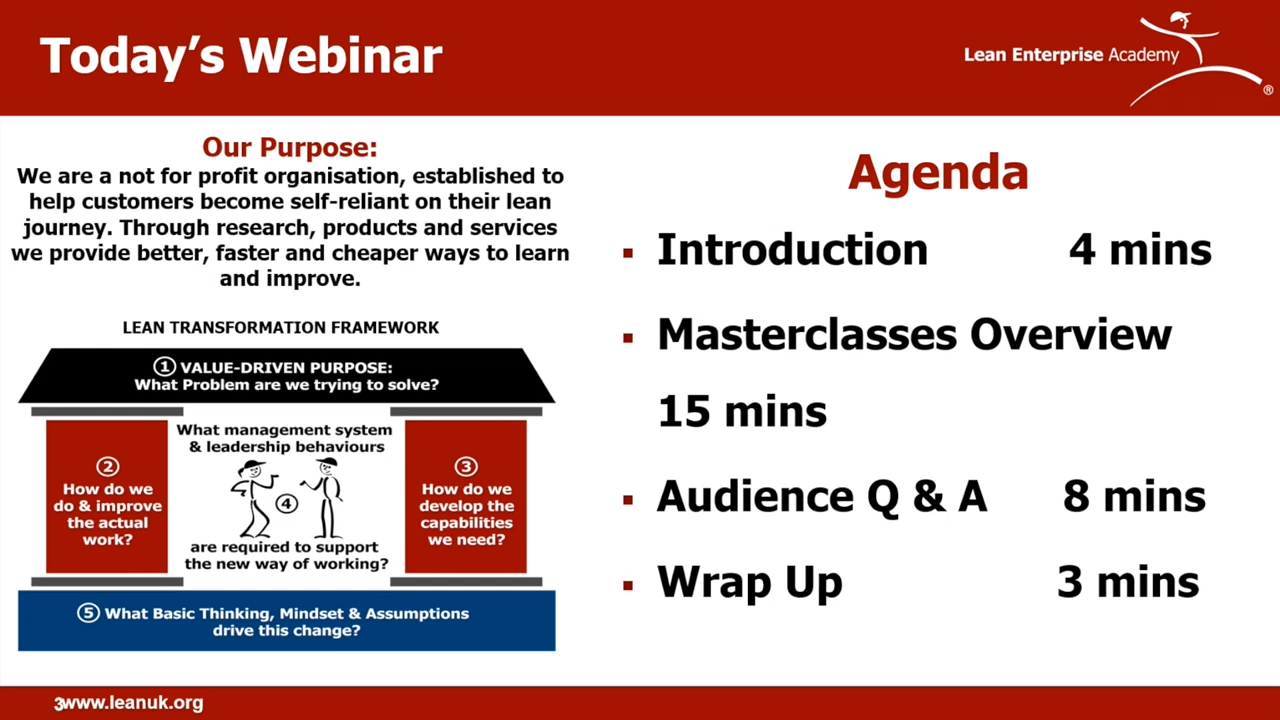 Today's Webinar
Lean Enterprise Academy
®
Our Purpose:
We are a not for profit organisation, established to
help customers become self-reliant on their lean
journey. Through research, products and services
we provide better, faster and cheaper ways to learn
and improve.
LEAN TRANSFORMATION FRAMEWORK
① VALUE-DRIVEN PURPOSE:
What Problem are we trying to solve?
②
How do we
do & improve
the actual
work?
What management system
& leadership behaviours
④
are required to support
the new way of working?
③
How do we
develop the
capabilities
we need?
⑤ What Basic Thinking, Mindset & Assumptions
drive this change?
Agenda
▪ Introduction 4 mins
▪ Masterclasses Overview
15 mins
▪ Audience Q & A 8 mins
▪ Wrap Up 3 mins
3www.leanuk.org